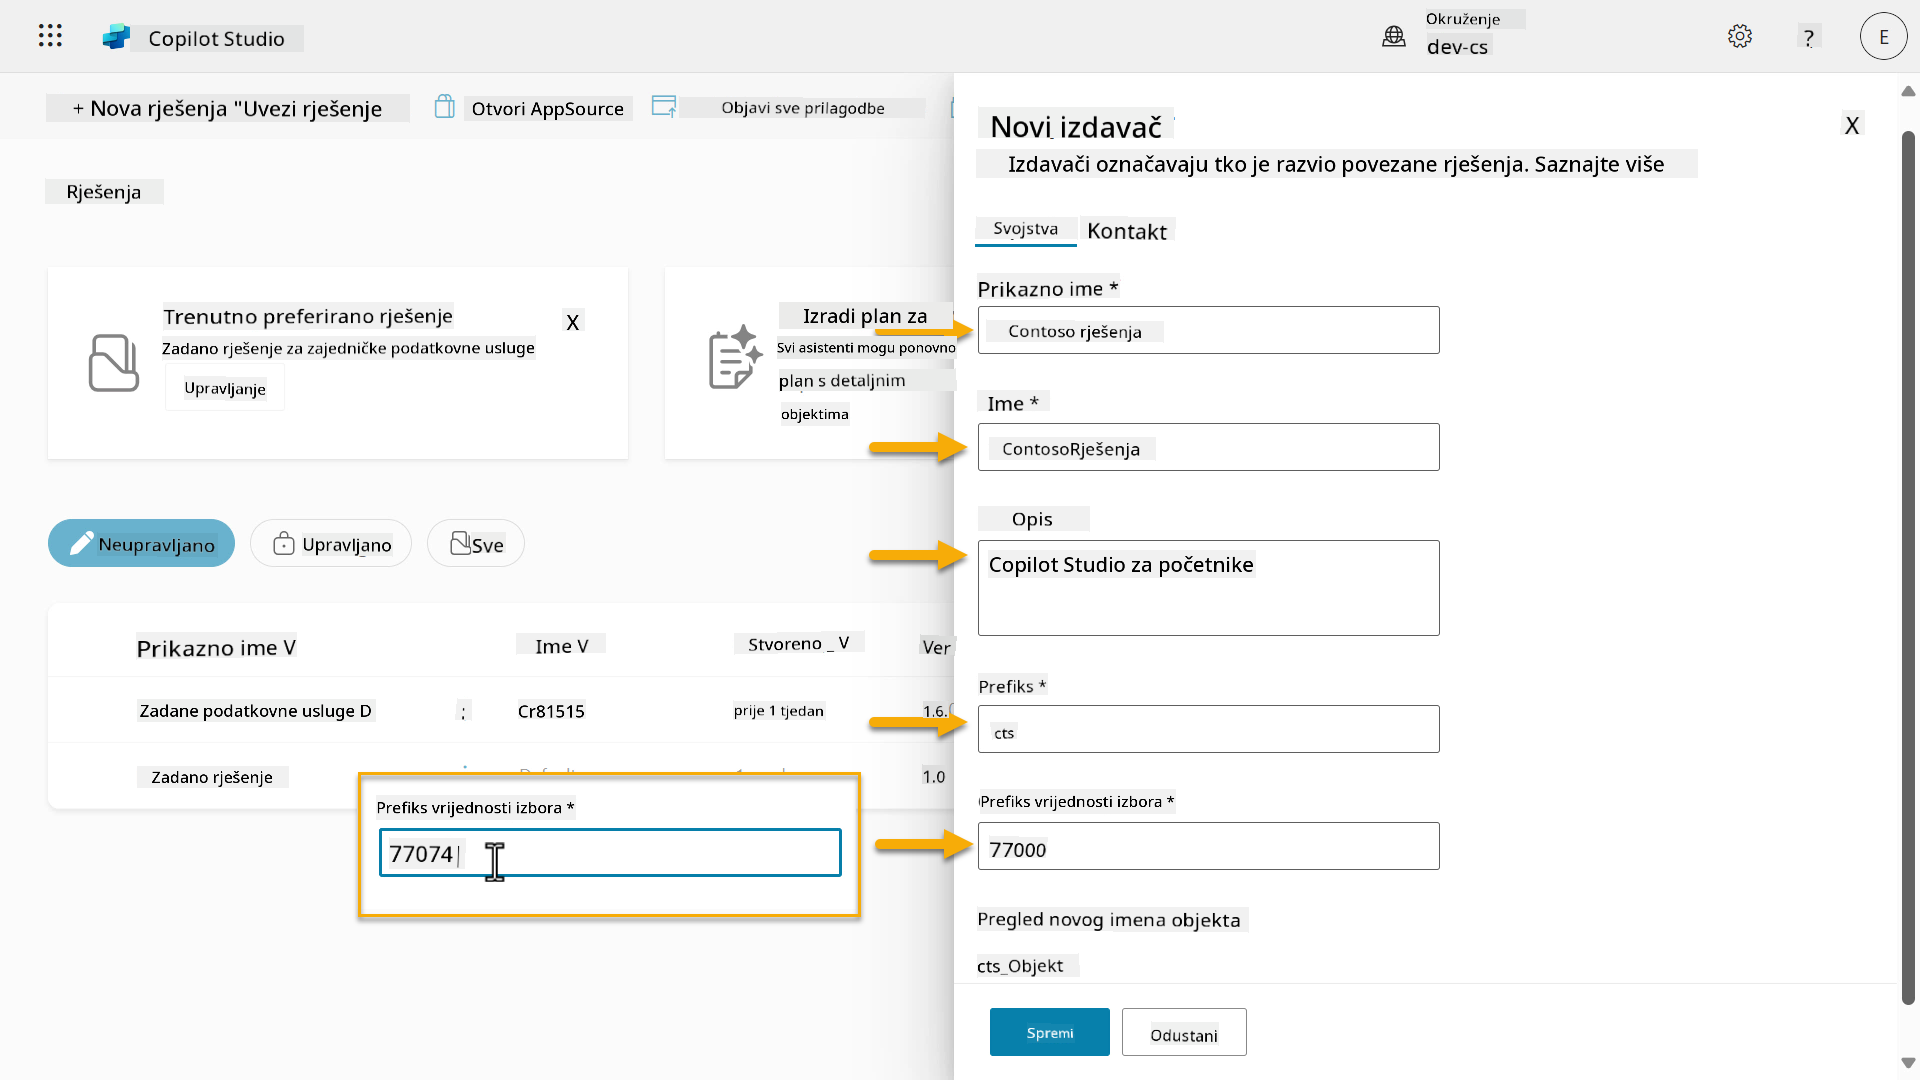 Copilot Studio
Okruženje
dev-cs
?
E
+ Nova rješenja "Uvezi rješenje
Otvori AppSource
Objavi sve prilagodbe
Rješenja
Trenutno preferirano rješenje
X
Zadano rješenje za zajedničke podatkovne usluge
Upravljanje
Izradi plan za
Svi asistenti mogu ponovno
plan s detaljnim
objektima
Neupravljano
Upravljano
Sve
Prikazno ime V
Ime V
Stvoreno _ V
Ver
Zadane podatkovne usluge D
;
Cr81515
prije 1 tjedan
1.6.
Zadano rješenje
1.0
Prefiks vrijednosti izbora *
77074
Novi izdavač
X
Izdavači označavaju tko je razvio povezane rješenja. Saznajte više
Svojstva
Kontakt
Prikazno ime *
Contoso rješenja
Ime *
ContosoRješenja
Opis
Copilot Studio za početnike
Prefiks *
cts
Prefiks vrijednosti izbora *
77000
Pregled novog imena objekta
cts_Objekt
Spremi
Odustani